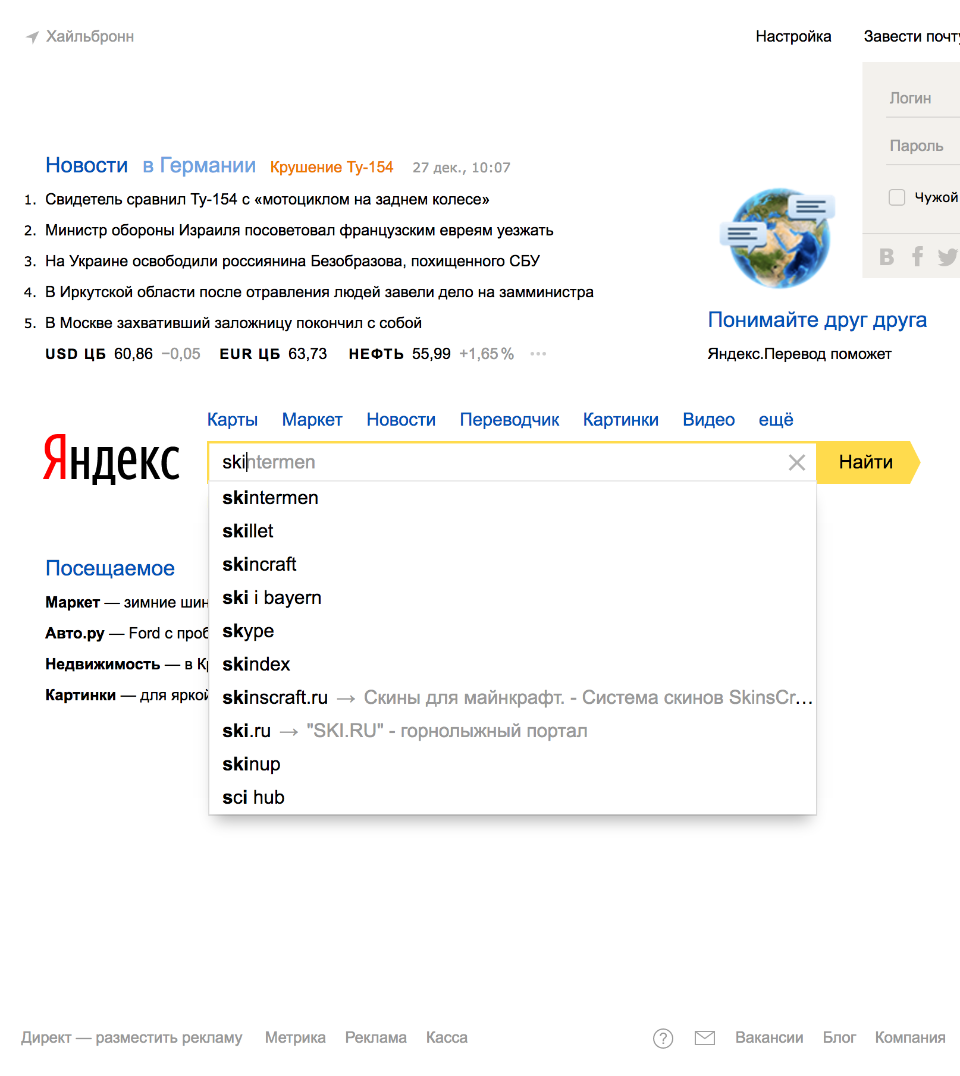 Хайльбронн
Настройка
Завести почту
Логин
Пароль
Чужой
Новости в Германии Крушение Ту-154 27 дек., 10:07
1. Свидетель сравнил Ту-154 с «мотоциклом на заднем колесе»
2. Министр обороны Израиля посоветовал французским евреям уезжать
3. На Украине освободили россиянина Безобразова, похищенного СБУ
4. В Иркутской области после отравления людей завели дело на замминистра
5. В Москве захвативший заложницу покончил с собой
USD ЦБ 60,86 −0,05 EUR ЦБ 63,73 НЕФТЬ 55,99 +1,65%
Понимайте друг друга
Яндекс.Перевод поможет
Карты Маркет Новости Переводчик Картинки Видео ещё
Яндекс
skintermen
Найти
skintermen
skillet
skincraft
ski i bayern
skype
skindex
skinscraft.ru → Скины для майнкрафт. - Система скинов SkinsCr...
ski.ru → "SKI.RU" - горнолыжный портал
skinup
sci hub
Посещаемое
Маркет — зимние шин
Авто.ру — Ford с проб
Недвижимость — в Кр
Картинки — для яркой
Директ — разместить рекламу Метрика Реклама Касса
? Вакансии Блог Компания